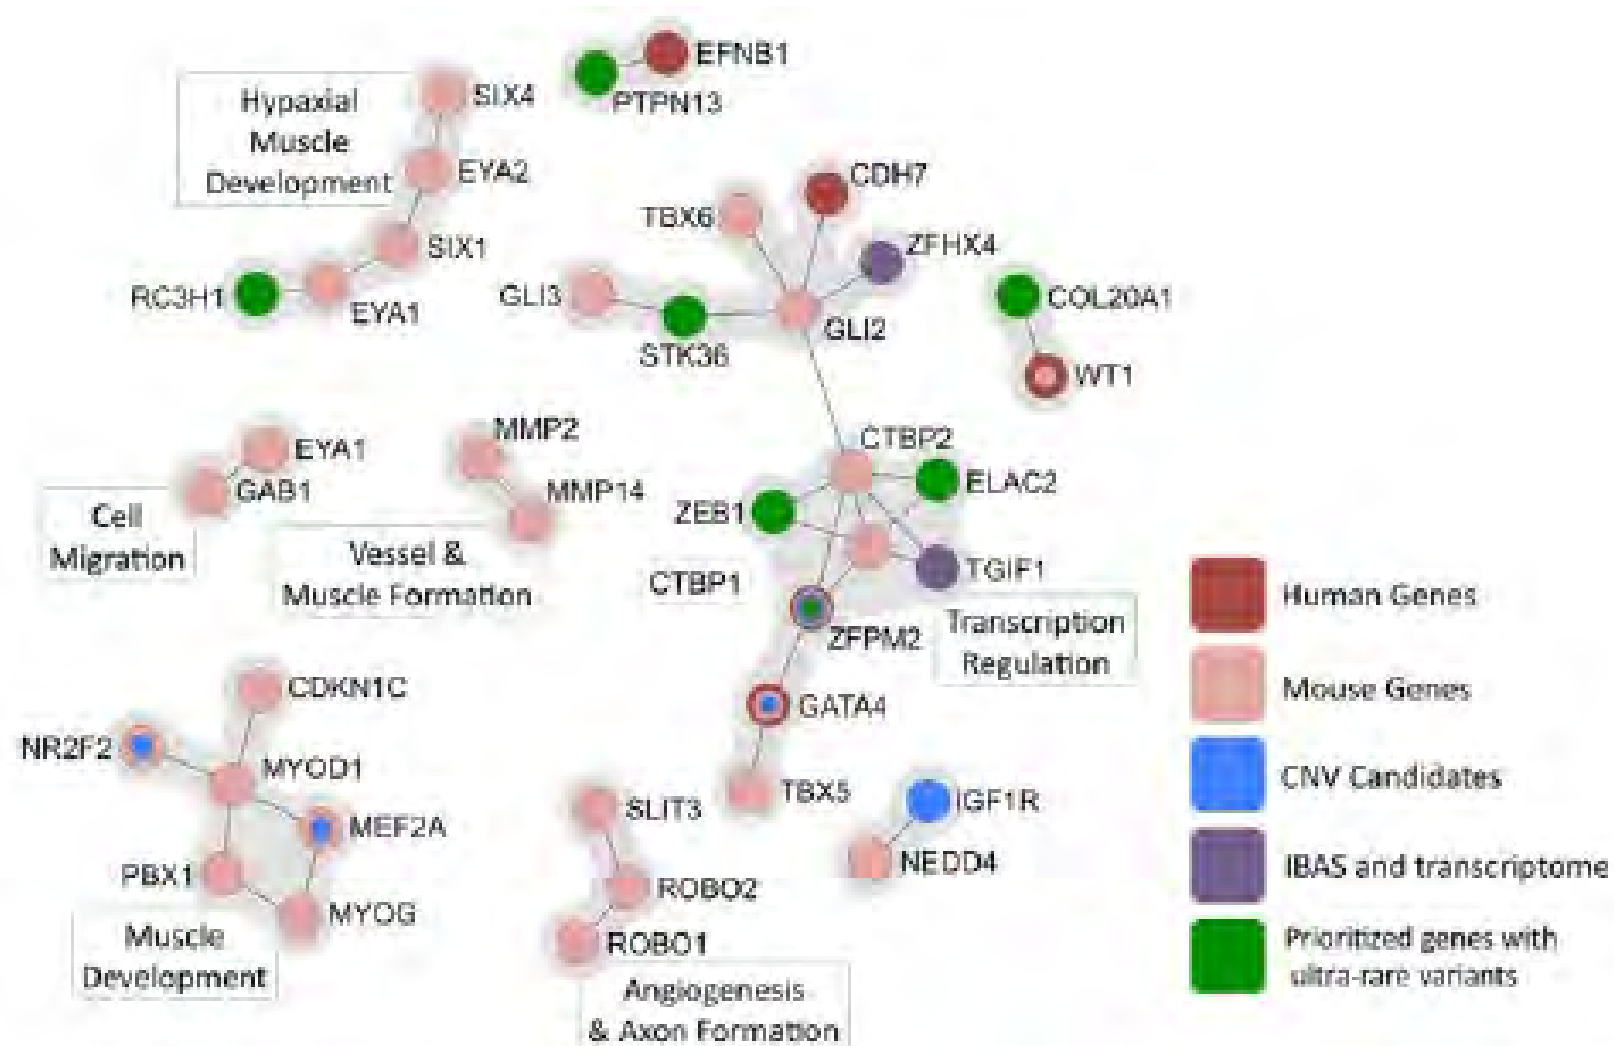 EFNB1
PTPN13
SIX4
Hypaxial
Muscle
Development
EYA2
SIX1
RC3H1
EYA1
CDH7
TBX6
ZFHX4
GLI3
GLI2
STK36
COL20A1
WT1
MMP2
MMP14
EYA1
GAB1
Cell
Migration
Vessel &
Muscle Formation
CTBP2
ELAC2
ZEB1
TGIF1
CTBP1
ZFPM2
Transcription
Regulation
GATA4
TBX5
IGF1R
NEDD4
CDKN1C
NR2F2
MYOD1
MEF2A
PBX1
MYOG
Muscle
Development
SLIT3
ROBO2
ROBO1
Angiogenesis
& Axon Formation
Human Genes
Mouse Genes
CNV Candidates
IBAS and transcriptome
Prioritized genes with
ultra-rare variants